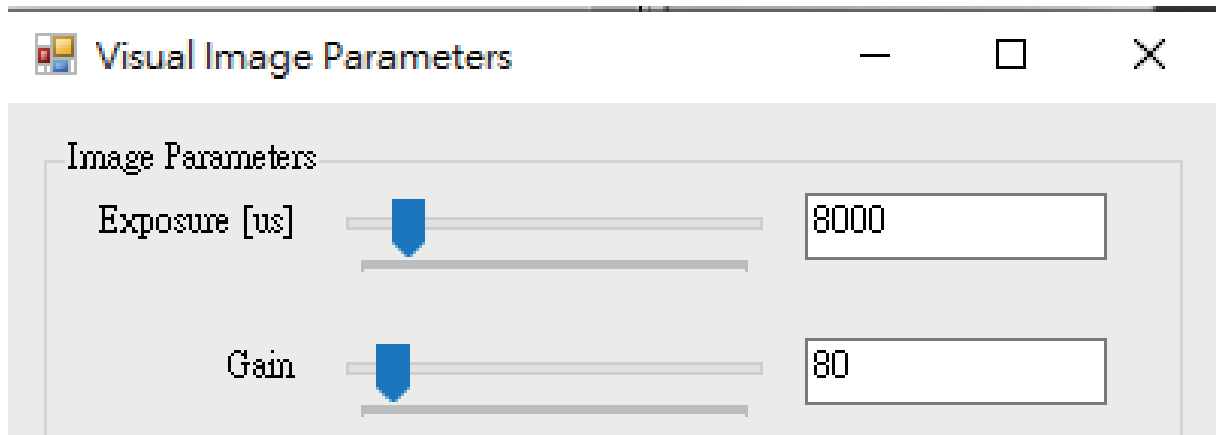 Visual Image Parameters
Image Parameters
Exposure [us] 8000
Gain 80